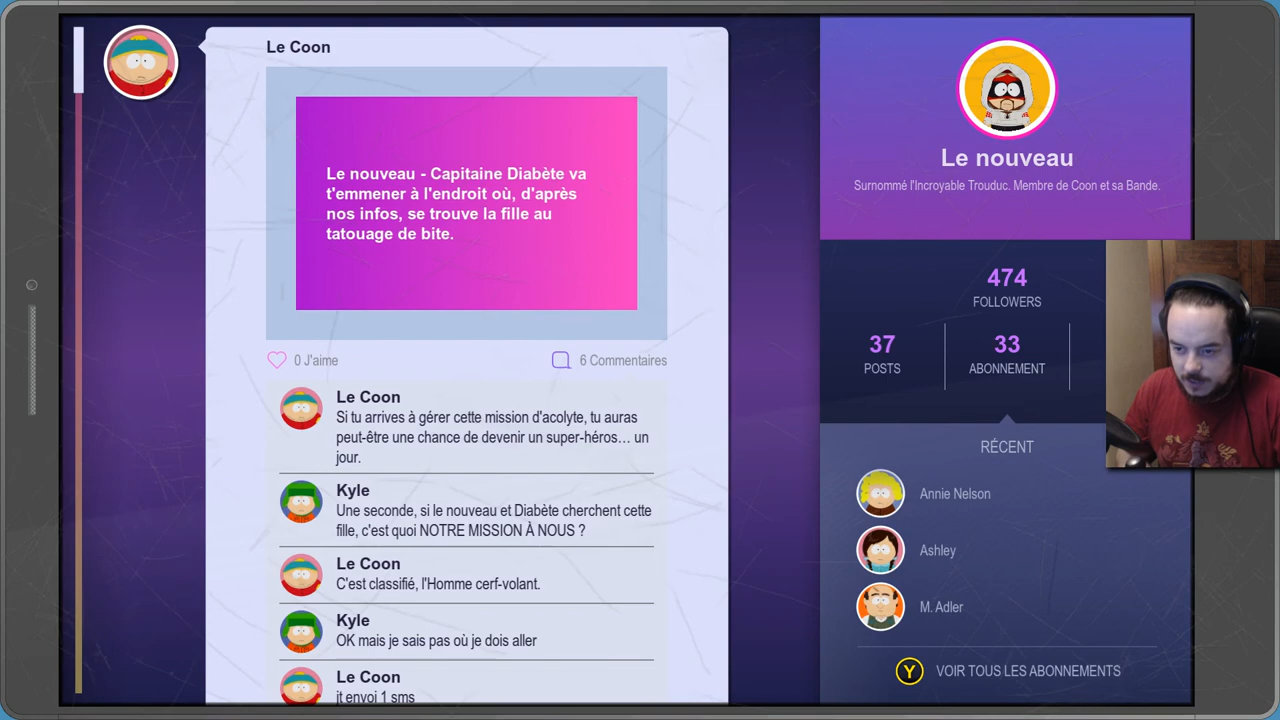 Le Coon
Le nouveau - Capitaine Diabète va
t'emmener à l'endroit où, d'après
nos infos, se trouve la fille au
tatouage de bite.
0 J'aime
6 Commentaires
Le Coon
Si tu arrives à gérer cette mission d'acolyte, tu auras
peut-être une chance de devenir un super-héros… un
jour.
Kyle
Une seconde, si le nouveau et Diabète cherchent cette
fille, c'est quoi NOTRE MISSION À NOUS ?
Le Coon
C'est classifié, l'Homme cerf-volant.
Kyle
OK mais je sais pas où je dois aller
Le Coon
jt envoi 1 sms
Le nouveau
Surnommé l'Incroyable Trouduc. Membre de Coon et sa Bande.
474
FOLLOWERS
37
POSTS
33
ABONNEMENT
RÉCENT
Annie Nelson
Ashley
M. Adler
Y VOIR TOUS LES ABONNEMENTS